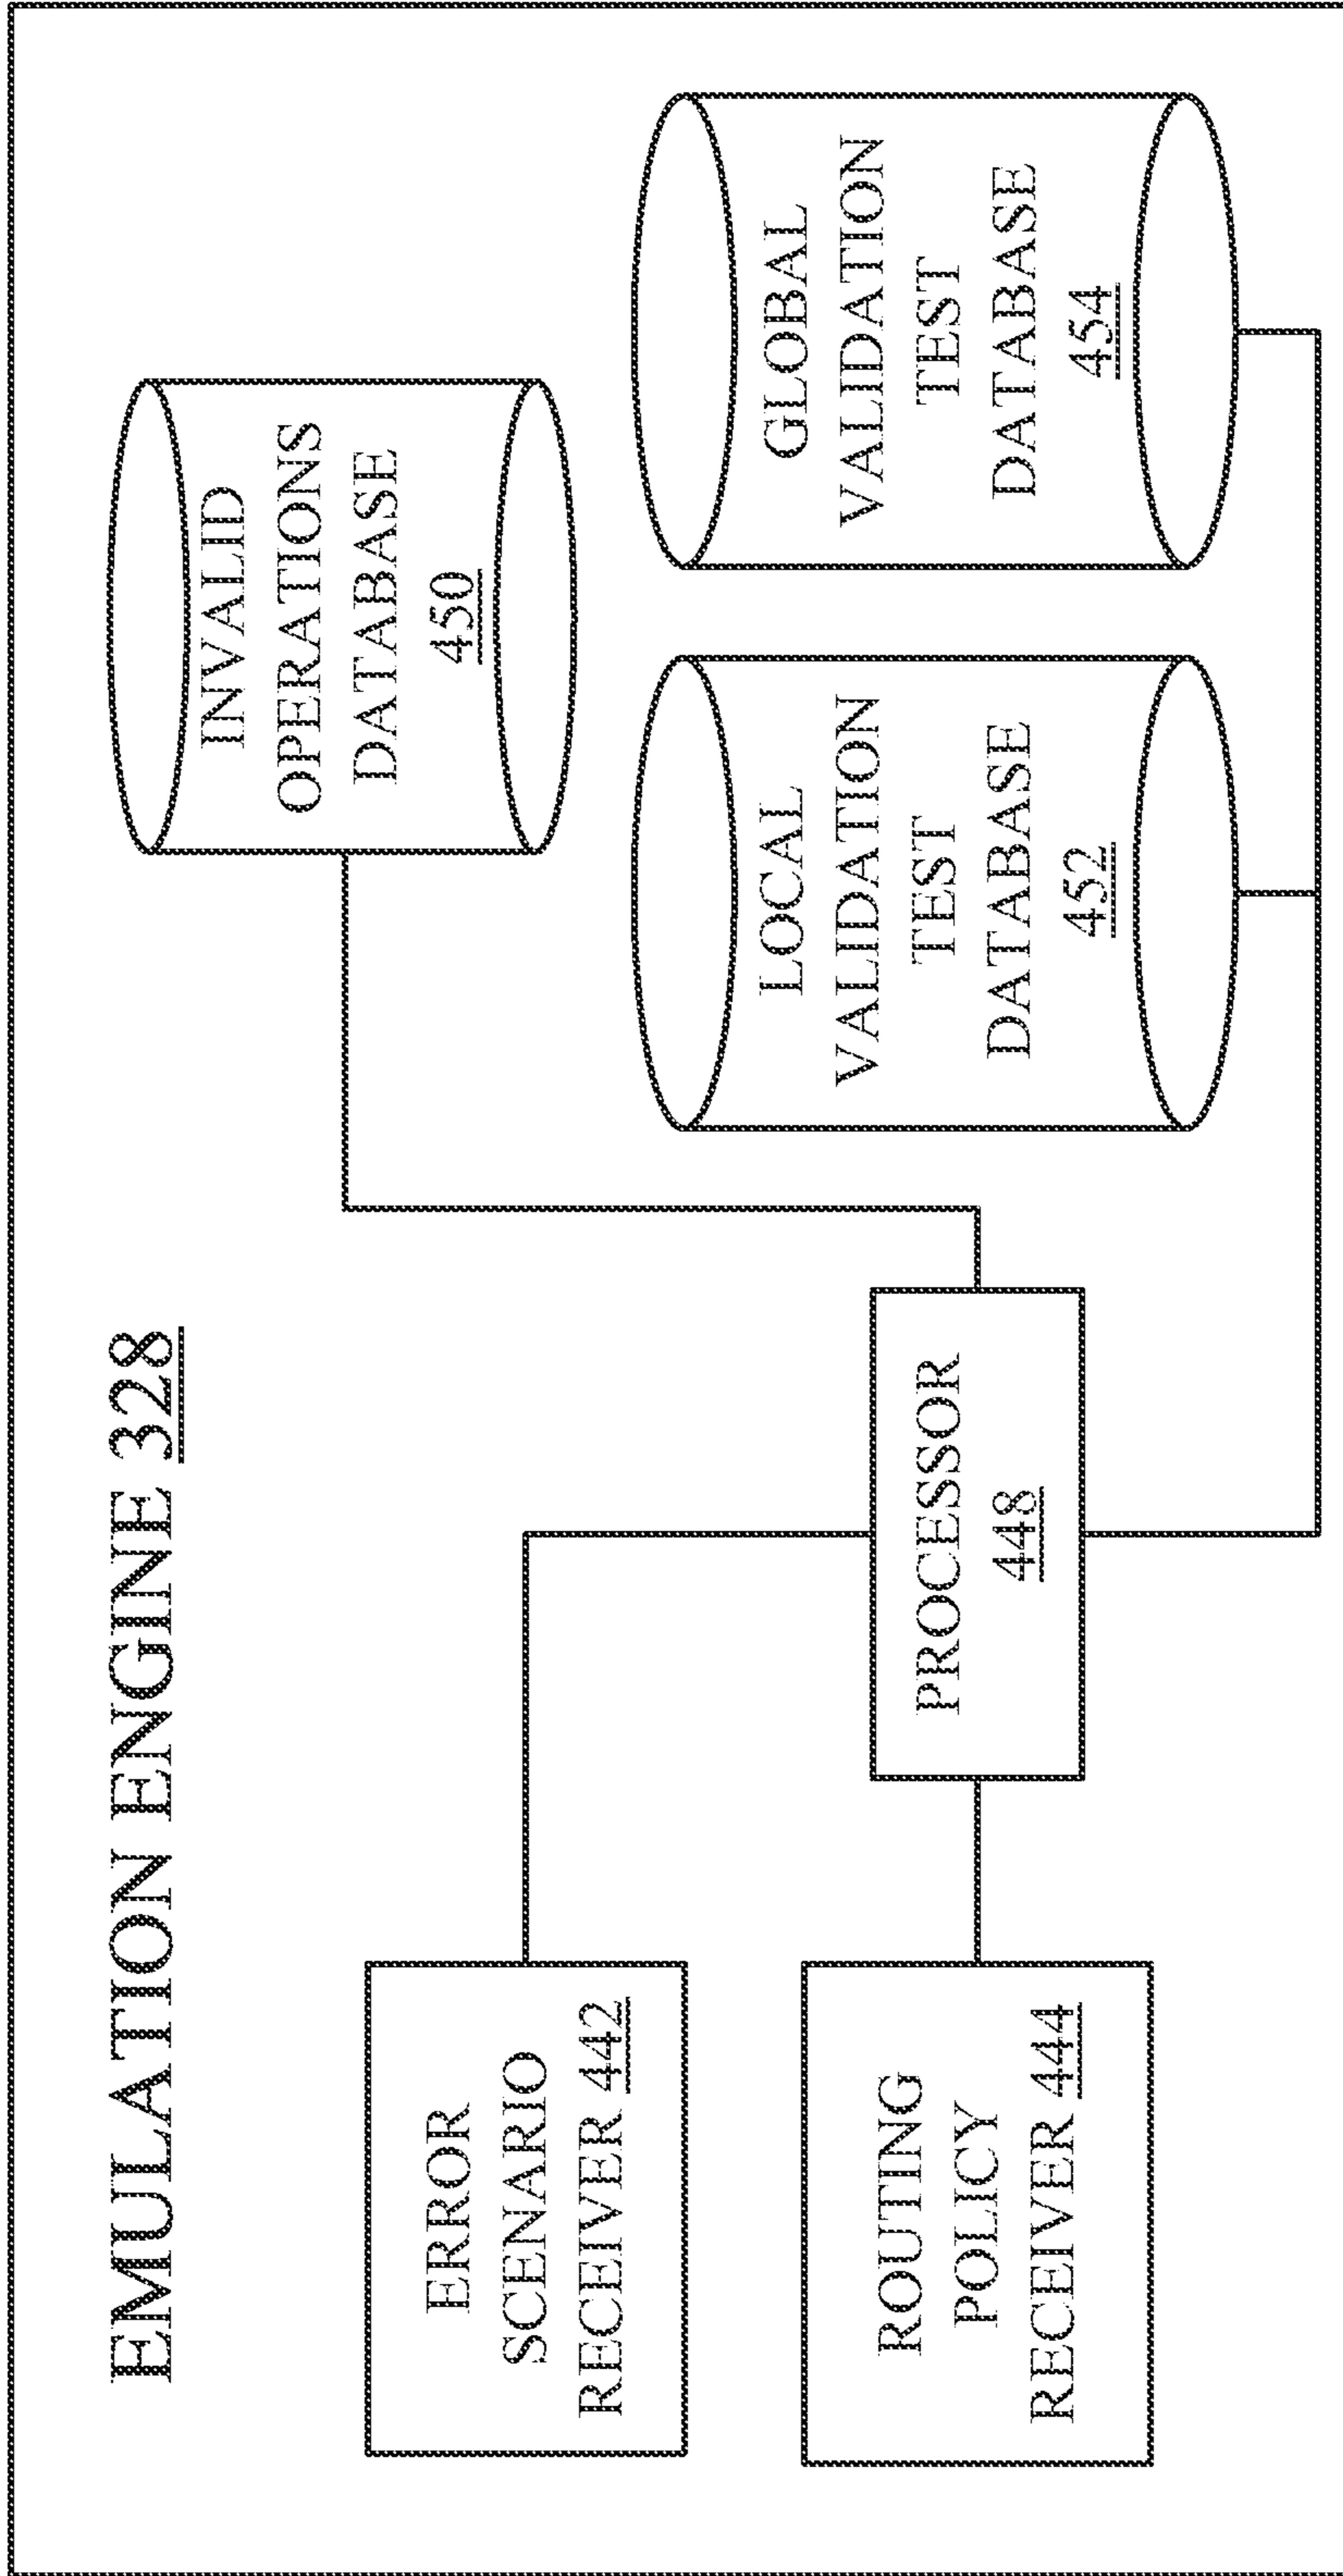 EMULATION ENGINE 328
ERROR
SCENARIO
RECEIVER 442
ROUTING
POLICY
RECEIVER 444
PROCESSOR
448
INVALID
OPERATIONS
DATABASE
450
LOCAL
VALIDATION
TEST
DATABASE
452
GLOBAL
VALIDATION
TEST
DATABASE
454